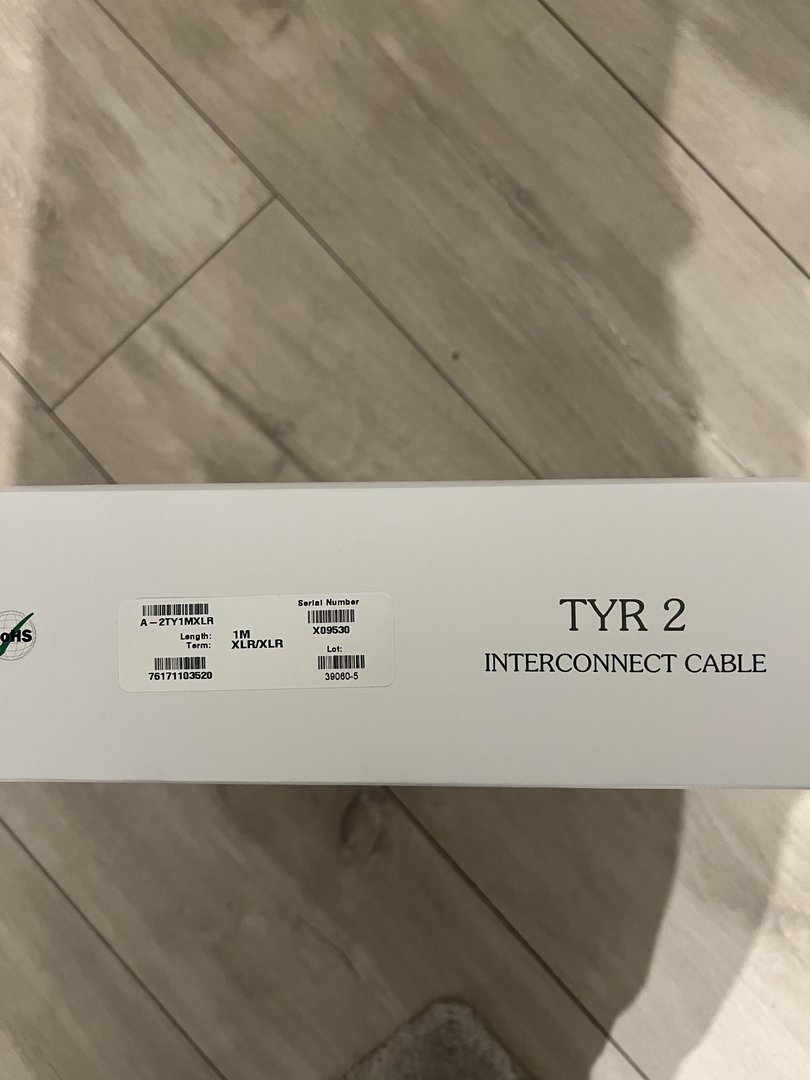 oHS
A-2TY1MXLR
Length: 1M
Term: XLR/XLR
76171103520
Serial Number
X09530
Lot:
39060-5
TYR 2
INTERCONNECT CABLE